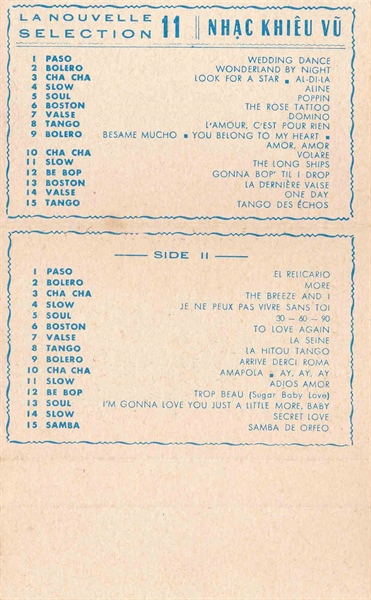 LA NOUVELLE SELECTION 11 NHẠC KHIÊU VŨ
1 PASO WEDDING DANCE
2 BOLERO WONDERLAND BY NIGHT
3 CHA CHA LOOK FOR A STAR ■ AL-DI-LA
4 SLOW ALINE
5 SOUL POPPIN
6 BOSTON THE ROSE TATTOO
7 VALSE DOMINO
8 TANGO L'AMOUR, C'EST POUR RIEN
9 BOLERO BESAME MUCHO ■ YOU BELONG TO MY HEART ■
AMOR, AMOR
10 CHA CHA VOLARE
11 SLOW THE LONG SHIPS
12 BE BOP GONNA BOP' TIL I DROP
13 BOSTON LA DERNIÈRE VALSE
14 VALSE ONE DAY
15 TANGO TANGO DES ÉCHOS
SIDE II
1 PASO EL RELICARIO
2 BOLERO MORE
3 CHA CHA THE BREEZE AND I
4 SLOW JE NE PEUX PAS VIVRE SANS TOI
5 SOUL 30 - 60 - 90
6 BOSTON TO LOVE AGAIN
7 VALSE LA SEINE
8 TANGO LA HITOU TANGO
9 BOLERO ARRIVE DERCI ROMA
10 CHA CHA AMAFOLA ■ AY, AY, AY
11 SLOW ADIOS AMOR
12 BE BOP TROP BEAU (Sugar Baby Love)
13 SOUL I'M GONNA LOVE YOU JUST A LITTLE MORE, BABY
14 SLOW SECRET LOVE
15 SAMBA SAMBA DE ORFEO